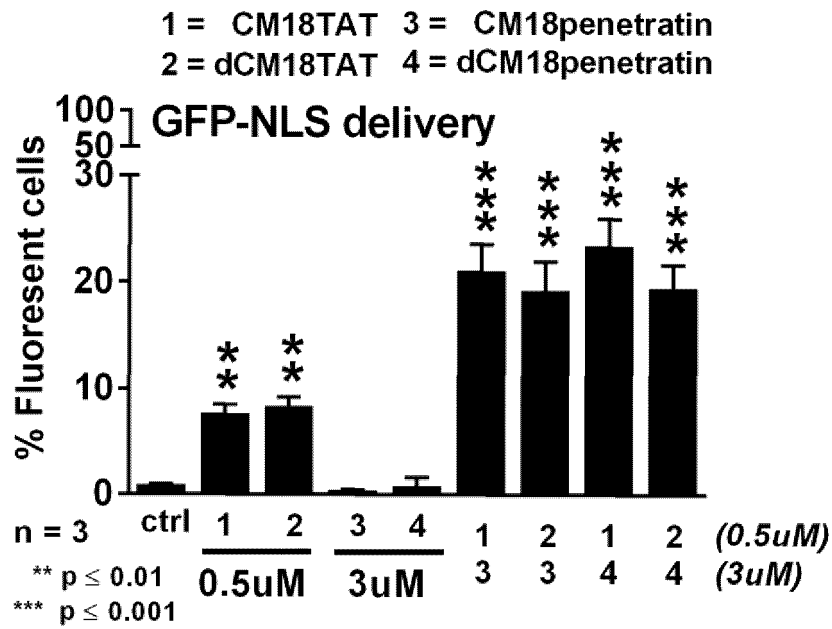 1 = CM18TAT 3 = CM18penetratin
2 = dCM18TAT 4 = dCM18penetratin
GFP-NLS delivery
% Fluoresent cells
100
50
30
20
10
0
** ** *** *** *** ***
ctrl 1 2 3 4 1 2 1 2 (0.5uM)
3 3 4 4 (3uM)
0.5uM 3uM
n = 3
** p ≤ 0.01
*** p ≤ 0.001